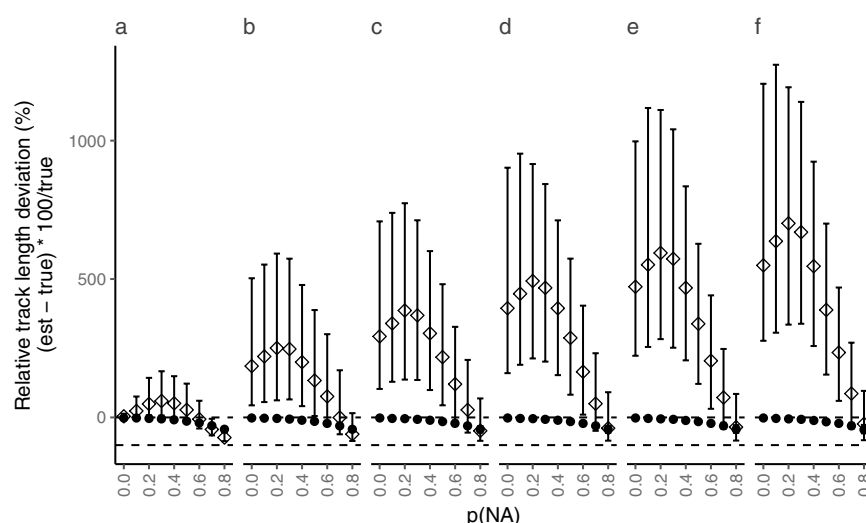 a b c d e f
Relative track length deviation (%)
(est – true) * 100/true
1000
500
0
0.0 0.2 0.4 0.6 0.8 0.0 0.2 0.4 0.6 0.8 0.0 0.2 0.4 0.6 0.8 0.0 0.2 0.4 0.6 0.8 0.0 0.2 0.4 0.6 0.8 0.0 0.2 0.4 0.6 0.8
p(NA)